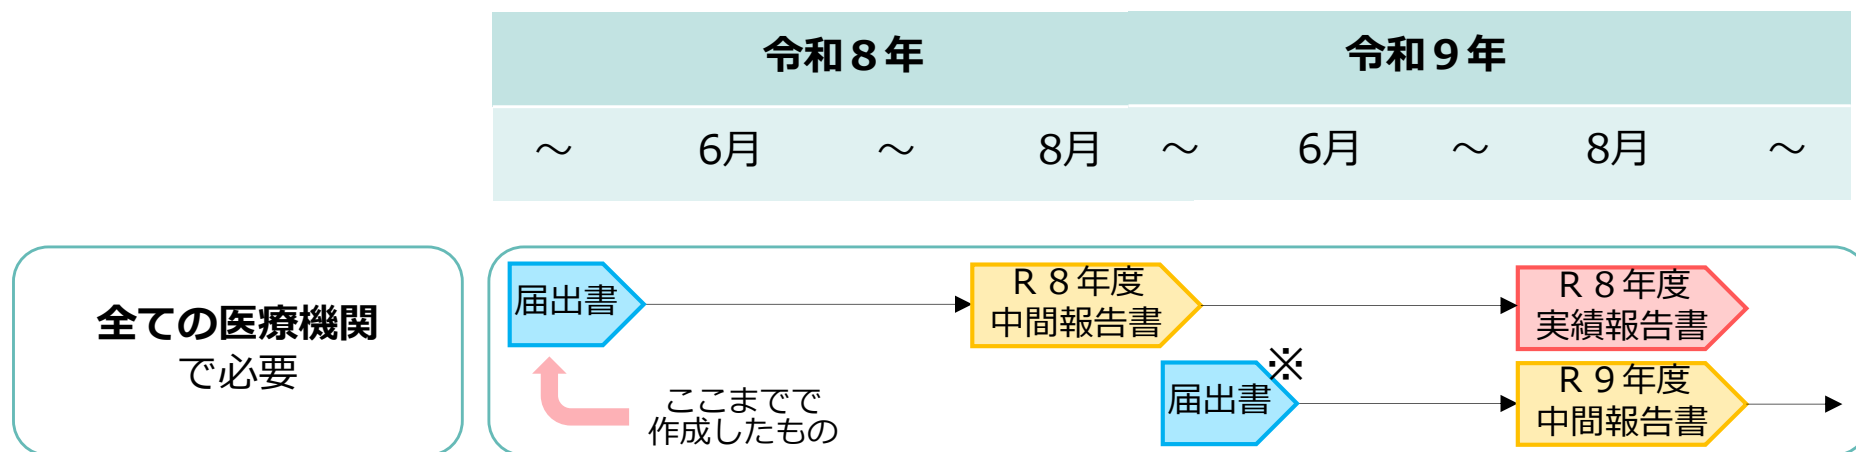 令和８年 令和９年
～ 6月 ～ 8月 ～ 6月 ～ 8月 ～
全ての医療機関
で必要
届出書
Ｒ８年度
中間報告書
Ｒ８年度
実績報告書
ここまでで
作成したもの
届出書
※
Ｒ９年度
中間報告書